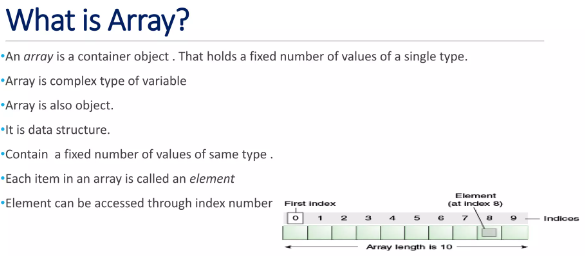 What is Array?
•An array is a container object . That holds a fixed number of values of a single type.
•Array is complex type of variable
•Array is also object.
•It is data structure.
•Contain  a fixed number of values of same type .
•Each item in an array is called an element
•Element can be accessed through index number
First index
Element
(at index 8)
0 1 2 3 4 5 6 7 8 9 Indices
Array length is 10